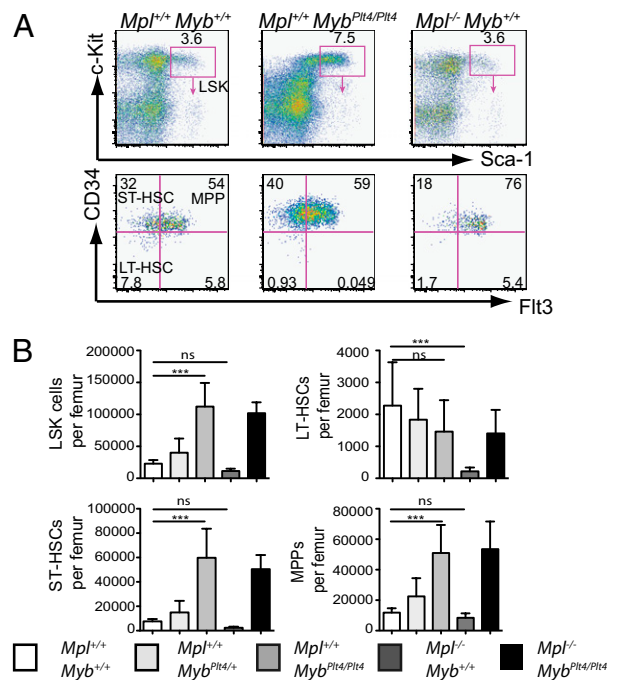 A
Mpl+/+ Myb+/+ Mpl+/+ MybPlt4/Plt4 Mpl-/- Myb+/+
3.6 7.5 3.6
c-Kit
LSK
Sca-1
CD34
32 54 40 59 18 76
ST-HSC MPP
LT-HSC
7.8 5.8 0.93 0.049 1.7 5.4
Flt3
B
LSK cells per femur
200000
150000
100000
50000
0
ns
***
LT-HSCs per femur
4000
3000
2000
1000
0
***
ns
ST-HSCs per femur
100000
80000
60000
40000
20000
0
ns
***
MPPs per femur
80000
60000
40000
20000
0
ns
***
Mpl+/+ Mpl+/+ Mpl+/+ Mpl-/- Mpl-/-
Myb+/+ MybPlt4/+ MybPlt4/Plt4 Myb+/+ MybPlt4/Plt4